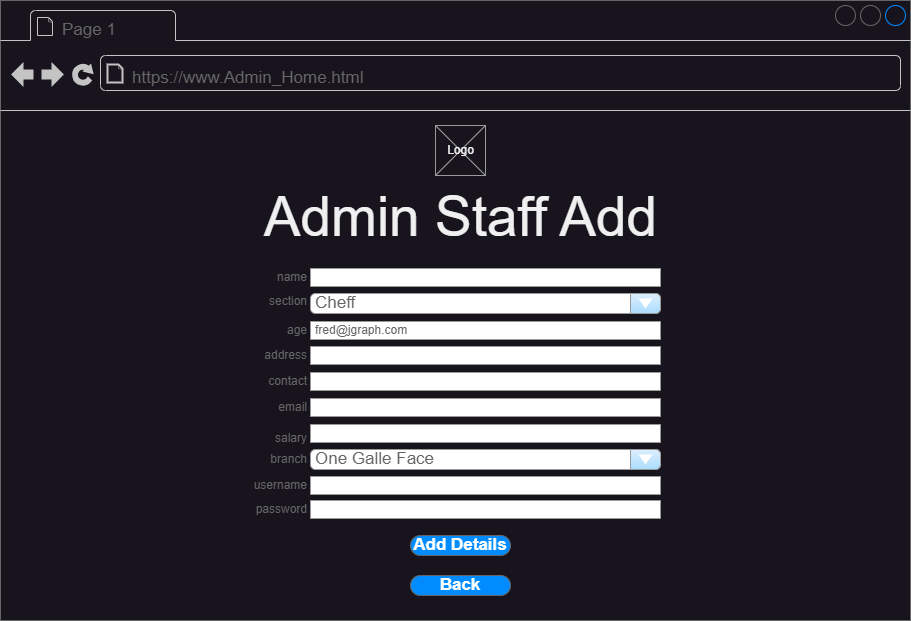 Page 1
https://www.Admin_Home.html
Logo
Admin Staff Add
name
section Cheff
age fred@jgraph.com
address
contact
email
salary
branch One Galle Face
username
password
Add Details
Back